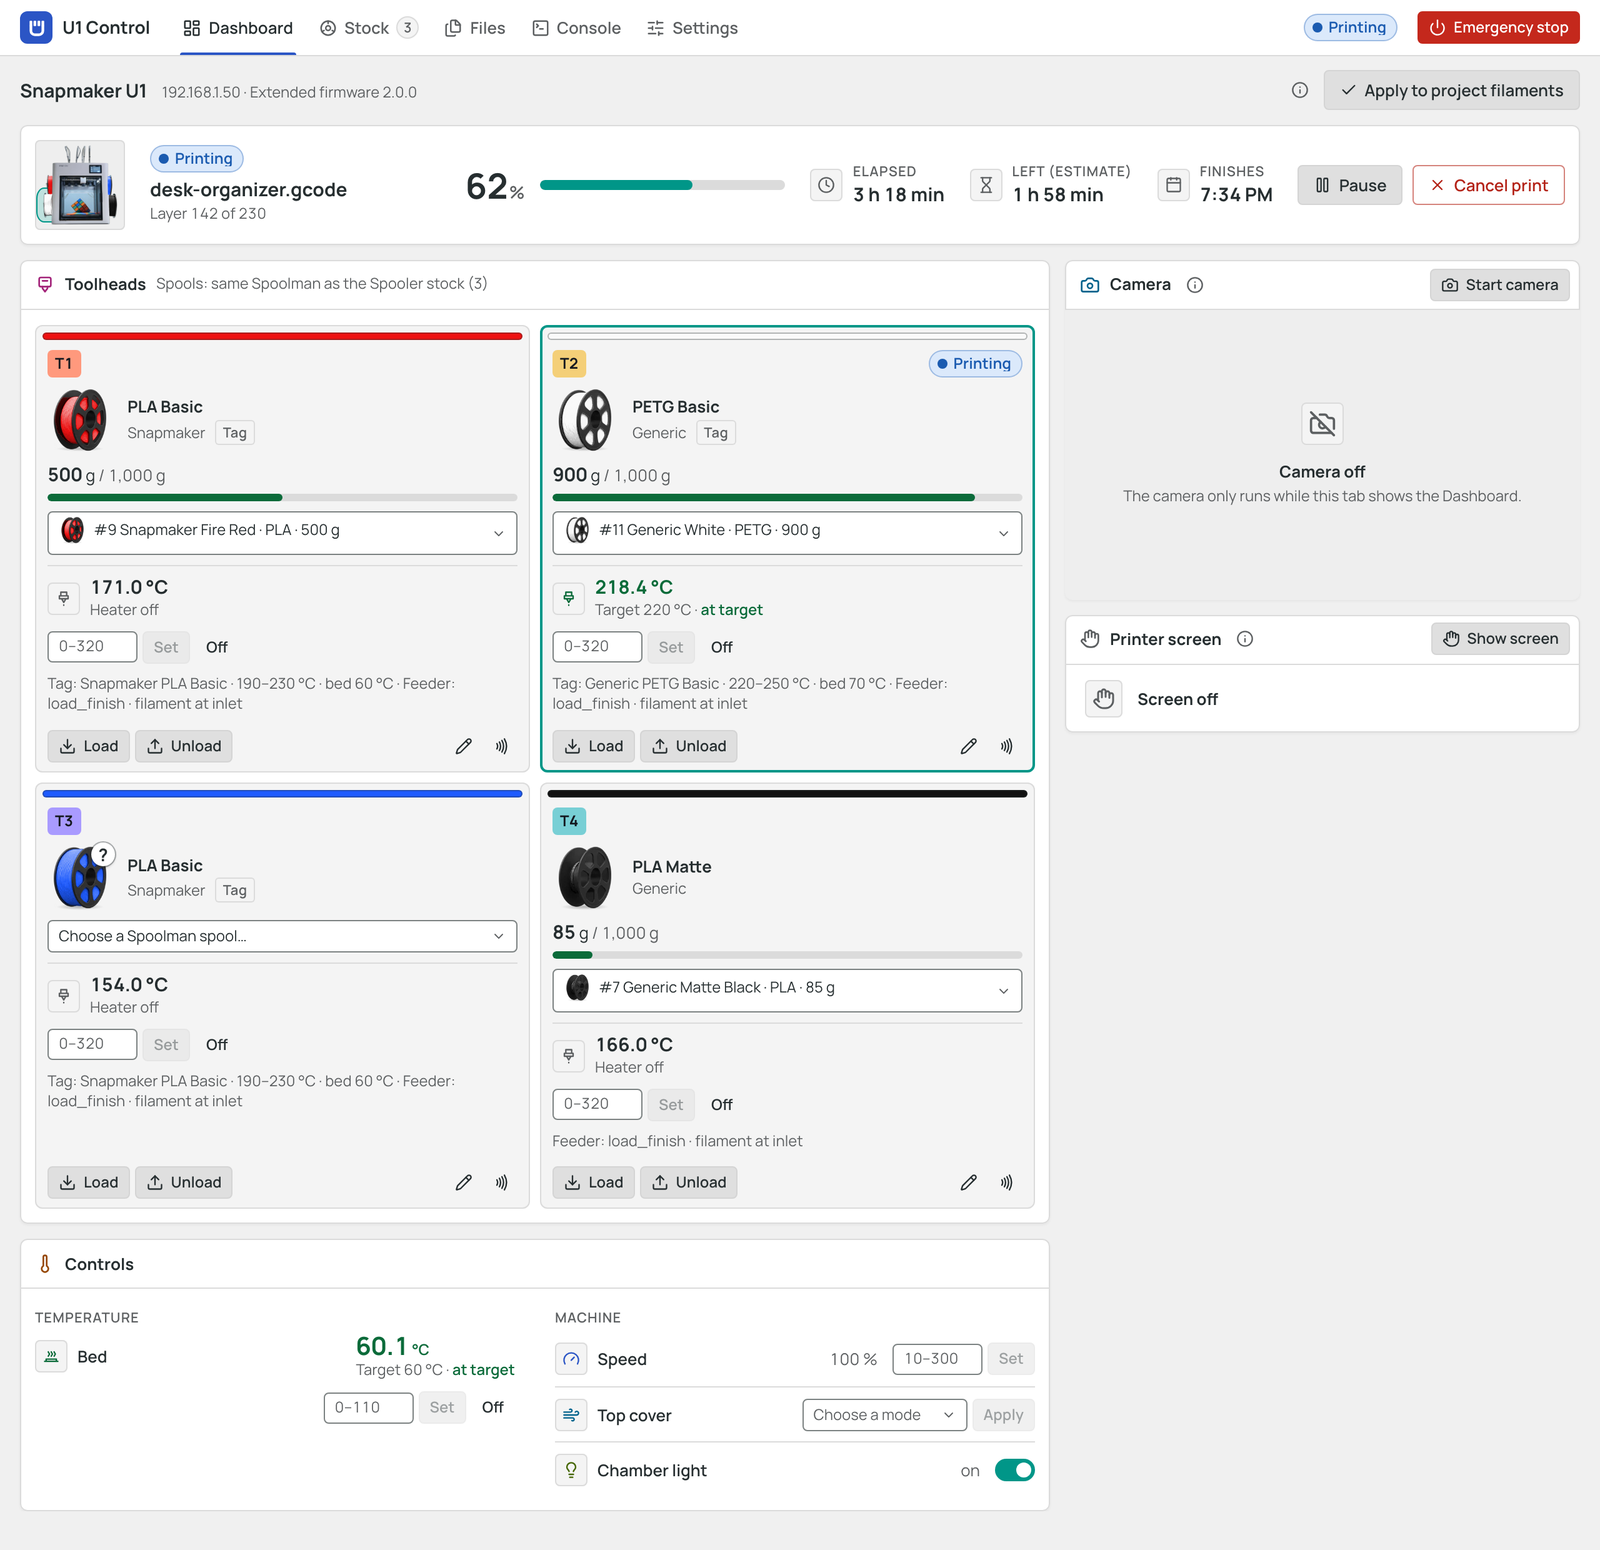 U1 Control
Dashboard
Stock 3
Files
Console
Settings
Printing
Emergency stop
Snapmaker U1
192.168.1.50 · Extended firmware 2.0.0
Apply to project filaments
Printing
desk-organizer.gcode
Layer 142 of 230
62%
ELAPSED
3 h 18 min
LEFT (ESTIMATE)
1 h 58 min
FINISHES
7:34 PM
Pause
Cancel print
Toolheads
Spools: same Spoolman as the Spooler stock (3)
T1
PLA Basic
Snapmaker Tag
500 g / 1,000 g
#9 Snapmaker Fire Red · PLA · 500 g
171.0 °C
Heater off
0–320 Set Off
Tag: Snapmaker PLA Basic · 190–230 °C · bed 60 °C · Feeder:
load_finish · filament at inlet
Load Unload
T2
Printing
PETG Basic
Generic Tag
900 g / 1,000 g
#11 Generic White · PETG · 900 g
218.4 °C
Target 220 °C · at target
0–320 Set Off
Tag: Generic PETG Basic · 220–250 °C · bed 70 °C · Feeder:
load_finish · filament at inlet
Load Unload
T3
?
PLA Basic
Snapmaker Tag
Choose a Spoolman spool...
154.0 °C
Heater off
0–320 Set Off
Tag: Snapmaker PLA Basic · 190–230 °C · bed 60 °C · Feeder:
load_finish · filament at inlet
Load Unload
T4
PLA Matte
Generic
85 g / 1,000 g
#7 Generic Matte Black · PLA · 85 g
166.0 °C
Heater off
0–320 Set Off
Feeder: load_finish · filament at inlet
Load Unload
Camera
Start camera
Camera off
The camera only runs while this tab shows the Dashboard.
Printer screen
Show screen
Screen off
Controls
TEMPERATURE
Bed
60.1 °C
Target 60 °C · at target
0–110 Set Off
MACHINE
Speed 100 % 10–300 Set
Top cover Choose a mode Apply
Chamber light on